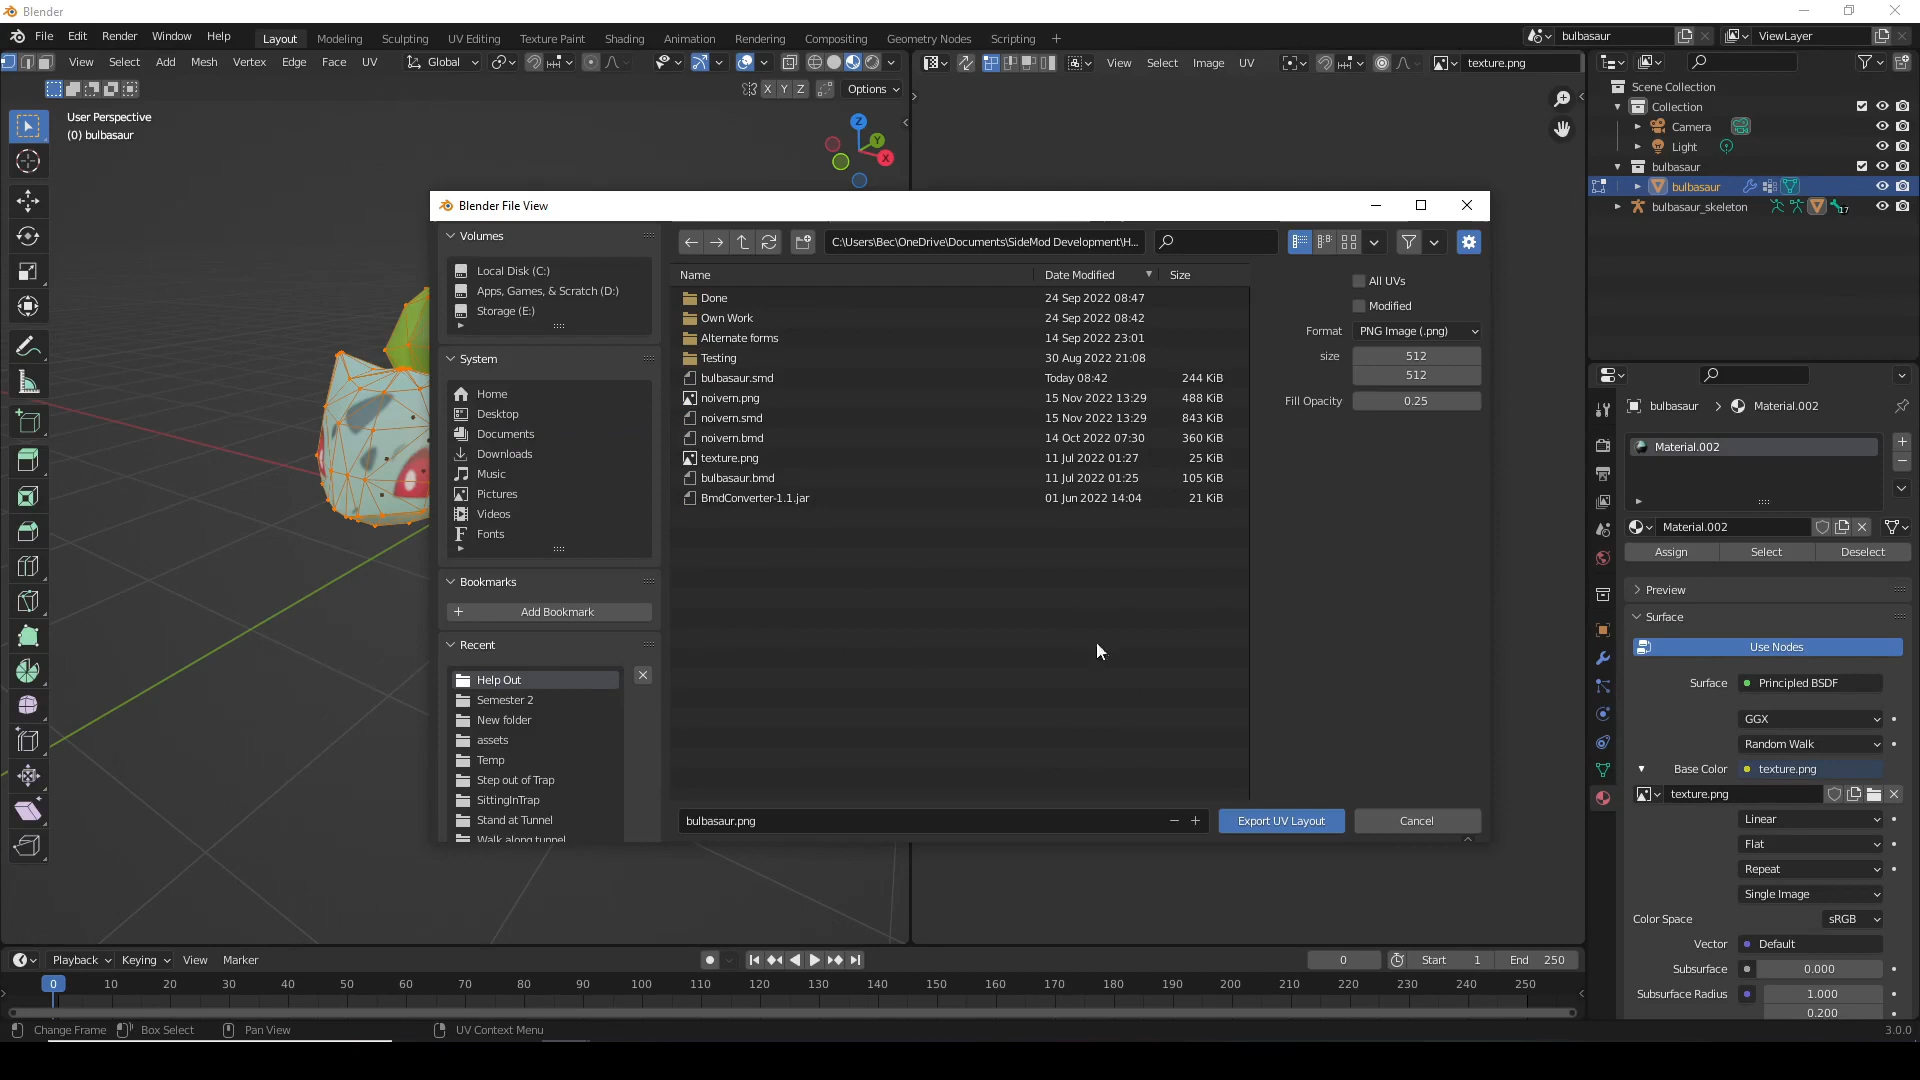 Blender
File Edit Render Window Help Layout Modeling Sculpting UV Editing Texture Paint Shading Animation Rendering Compositing Geometry Nodes Scripting + bulbasaur ViewLayer
View Select Add Mesh Vertex Edge Face UV Global View Select Image UV texture.png
X Y Z Options
User Perspective
(0) bulbasaur
Z
Y
X
Scene Collection
Collection
Camera
Light
bulbasaur
bulbasaur
bulbasaur_skeleton 17
Blender File View
Volumes
Local Disk (C:)
Apps, Games, & Scratch (D:)
Storage (E:)
System
Home
Desktop
Documents
Downloads
Music
Pictures
Videos
Fonts
Bookmarks
Add Bookmark
Recent
Help Out
Semester 2
New folder
assets
Temp
Step out of Trap
SittingInTrap
Stand at Tunnel
Walk along tunnel
C:\Users\Bec\OneDrive\Documents\SideMod Development\H...
Name Date Modified Size
Done 24 Sep 2022 08:47
Own Work 24 Sep 2022 08:42
Alternate forms 14 Sep 2022 23:01
Testing 30 Aug 2022 21:08
bulbasaur.smd Today 08:42 244 KiB
noivern.png 15 Nov 2022 13:29 488 KiB
noivern.smd 15 Nov 2022 13:29 843 KiB
noivern.bmd 14 Oct 2022 07:30 360 KiB
texture.png 11 Jul 2022 01:27 25 KiB
bulbasaur.bmd 11 Jul 2022 01:25 105 KiB
BmdConverter-1.1.jar 01 Jun 2022 14:04 21 KiB
All UVs
Modified
Format PNG Image (.png)
size 512
512
Fill Opacity 0.25
bulbasaur.png Export UV Layout Cancel
bulbasaur Material.002
Material.002
Material.002
Assign Select Deselect
Preview
Surface
Use Nodes
Surface Principled BSDF
GGX
Random Walk
Base Color texture.png
texture.png
Linear
Flat
Repeat
Single Image
Color Space sRGB
Vector Default
Subsurface 0.000
Subsurface Radius 1.000
0.200
Playback Keying View Marker 0 Start 1 End 250
0 10 20 30 40 50 60 70 80 90 100 110 120 130 140 150 160 170 180 190 200 210 220 230 240 250
Change Frame Box Select Pan View UV Context Menu 3.0.0